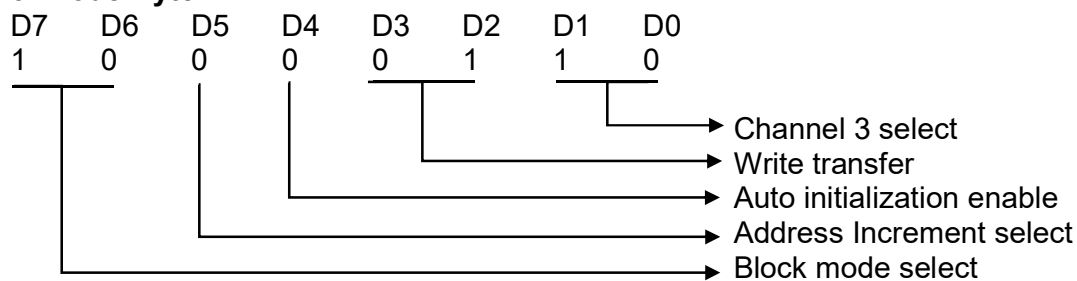 D7 D6 D5 D4 D3 D2 D1 D0
1 0 0 0 0 1 1 0
Channel 3 select
Write transfer
Auto initialization enable
Address Increment select
Block mode select